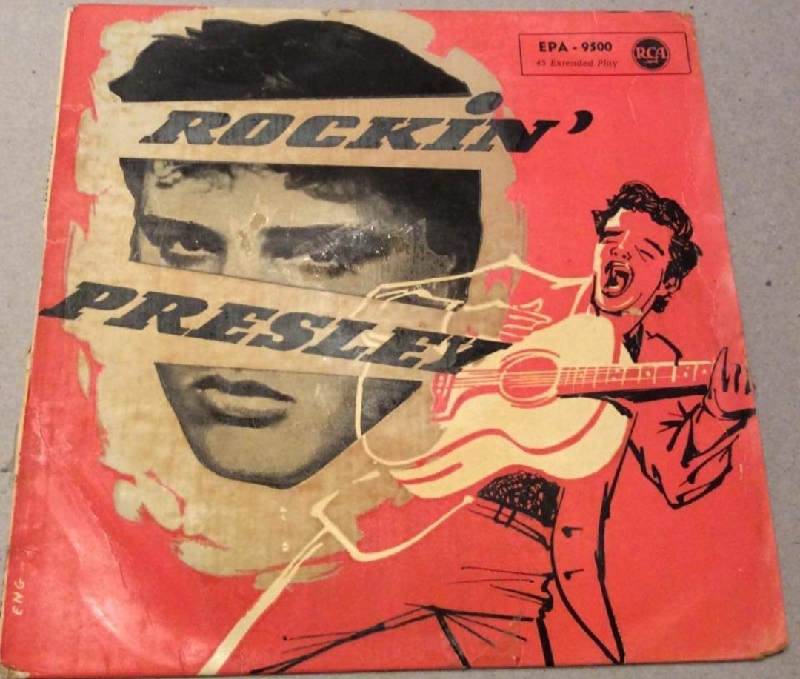 EPA - 9500
45 Extended Play
RCA
ROCKiN'
PRESLEY
ENG